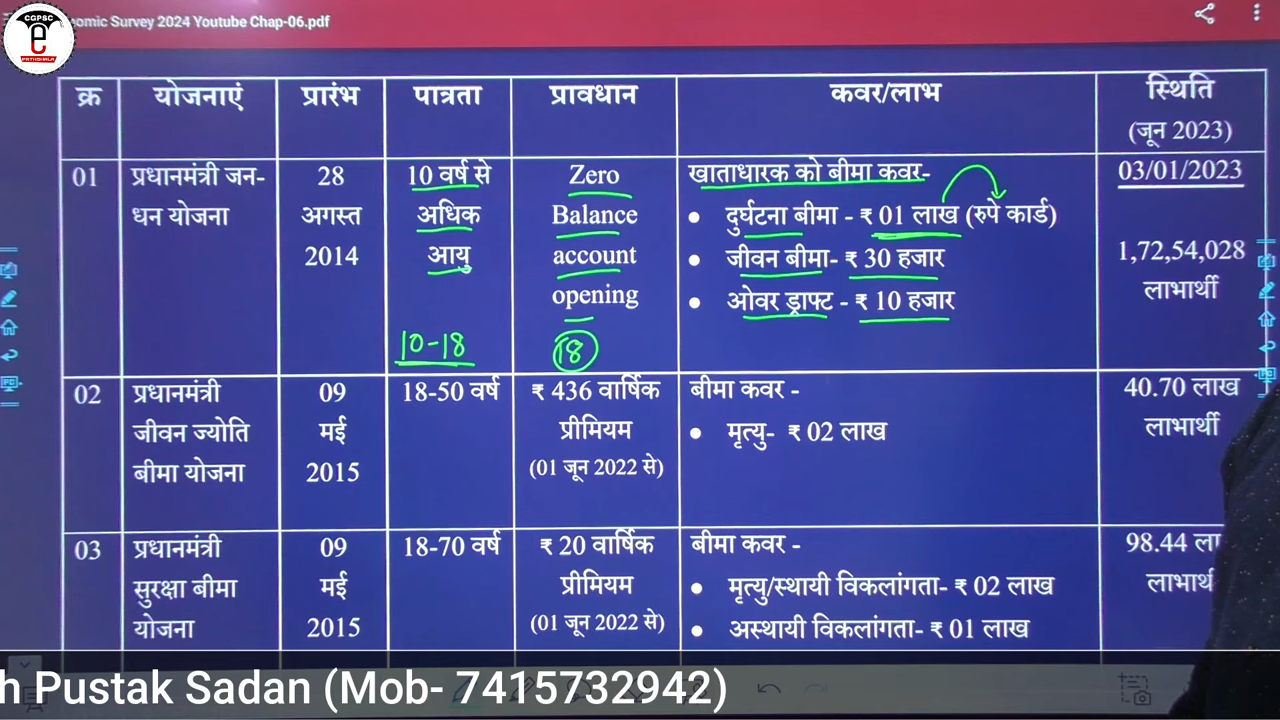 CGPSC
e
PATHSHALA
omic Survey 2024 Youtube Chap-06.pdf
क्र योजनाएं प्रारंभ पात्रता प्रावधान कवर/लाभ स्थिति
(जून 2023)
01 प्रधानमंत्री जन- 28 10 वर्ष से Zero खाताधारक को बीमा कवर- 03/01/2023
धन योजना अगस्त अधिक Balance • दुर्घटना बीमा - ₹ 01 लाख (रुपे कार्ड)
2014 आयु account • जीवन बीमा- ₹ 30 हजार 1,72,54,028
opening • ओवर ड्राफ्ट - ₹ 10 हजार लाभार्थी
10-18 18
02 प्रधानमंत्री 09 18-50 वर्ष ₹ 436 वार्षिक बीमा कवर - 40.70 लाख
जीवन ज्योति मई प्रीमियम • मृत्यु- ₹ 02 लाख लाभार्थी
बीमा योजना 2015 (01 जून 2022 से)
03 प्रधानमंत्री 09 18-70 वर्ष ₹ 20 वार्षिक बीमा कवर - 98.44
सुरक्षा बीमा मई प्रीमियम • मृत्यु/स्थायी विकलांगता- ₹ 02 लाख
योजना 2015 (01 जून 2022 से) • अस्थायी विकलांगता- ₹ 01 लाख
h Pustak Sadan (Mob- 7415732942)